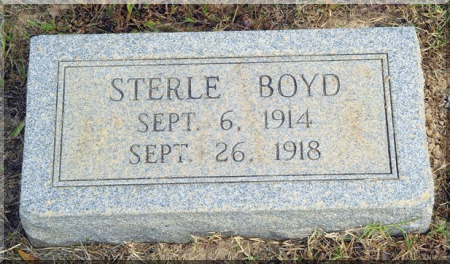 STERLE BOYD
SEPT. 6, 1914
SEPT. 26, 1918